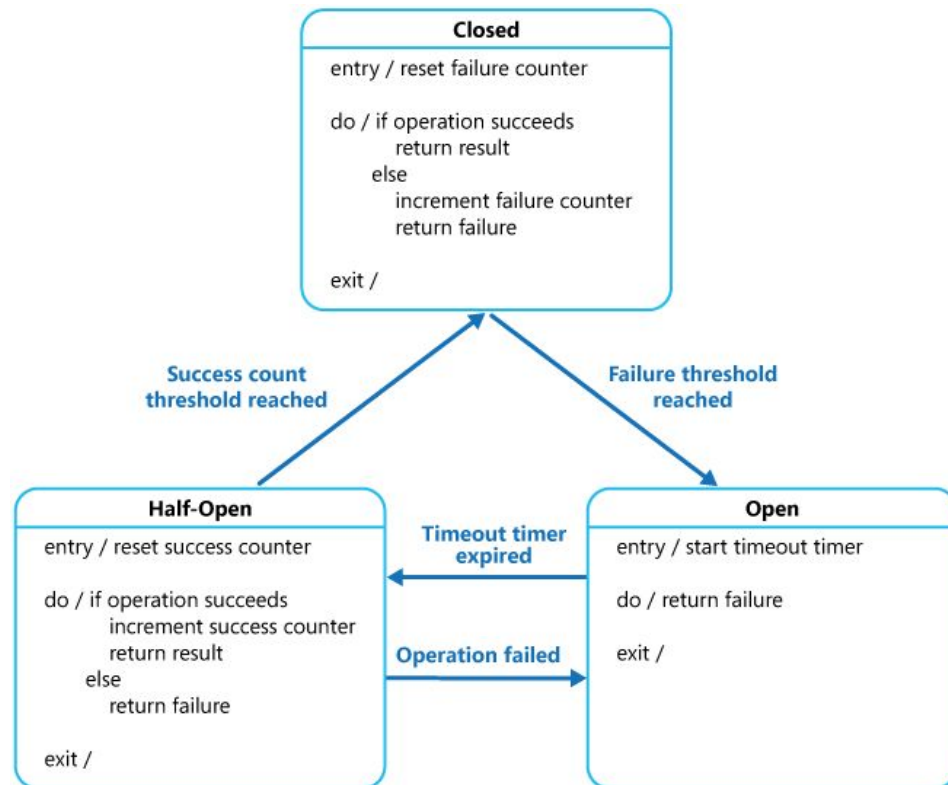 Closed
entry / reset failure counter
do / if operation succeeds
return result
else
increment failure counter
return failure
exit /
Success count
threshold reached
Failure threshold
reached
Half-Open
entry / reset success counter
do / if operation succeeds
increment success counter
return result
else
return failure
exit /
Timeout timer
expired
Operation failed
Open
entry / start timeout timer
do / return failure
exit /